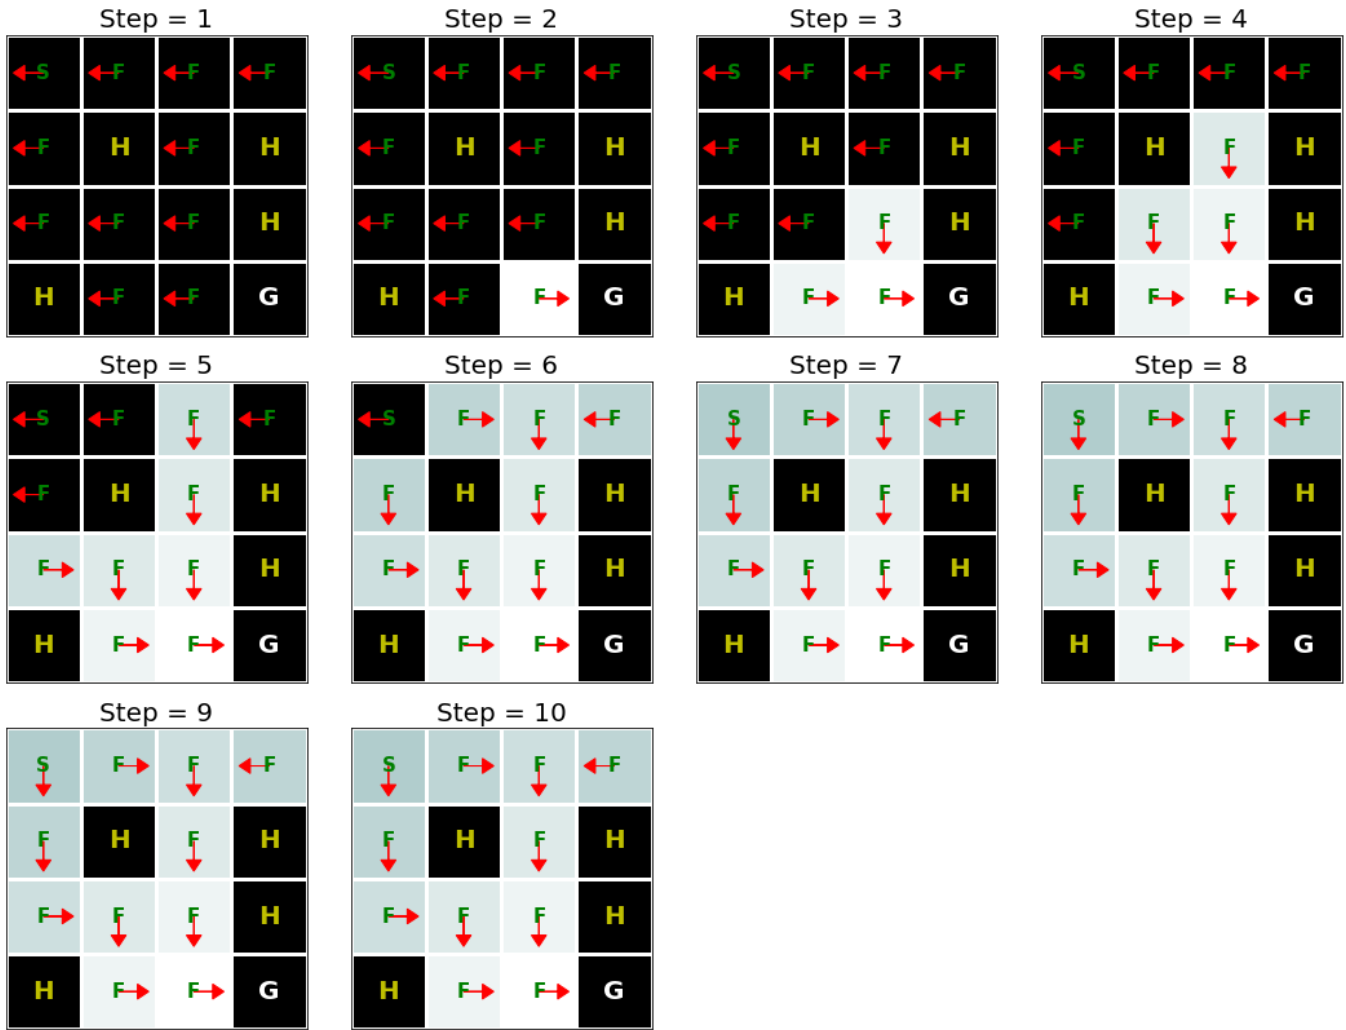 Step = 1 Step = 2 Step = 3 Step = 4
S F F F S F F F S F F F S F F F
F H F H F H F H F H F H F H F H
F F F H F F F H F F F H F F F H
H F F G H F F G H F F G H F F G
Step = 5 Step = 6 Step = 7 Step = 8
S F F F S F F F S F F F S F F F
F H F H F H F H F H F H F H F H
F F F H F F F H F F F H F F F H
H F F G H F F G H F F G H F F G
Step = 9 Step = 10
S F F F S F F F
F H F H F H F H
F F F H F F F H
H F F G H F F G